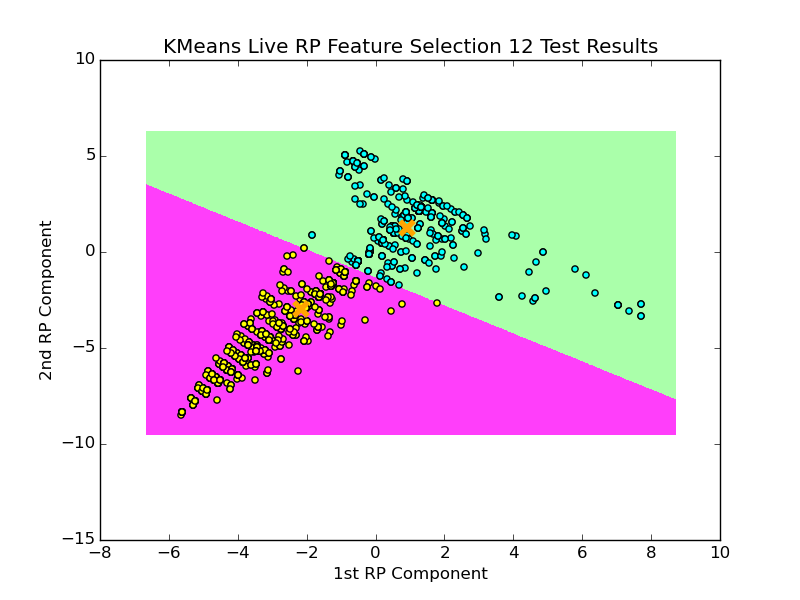 KMeans Live RP Feature Selection 12 Test Results
10
5
0
−5
−10
−15
2nd RP Component
−8 −6 −4 −2 0 2 4 6 8 10
1st RP Component